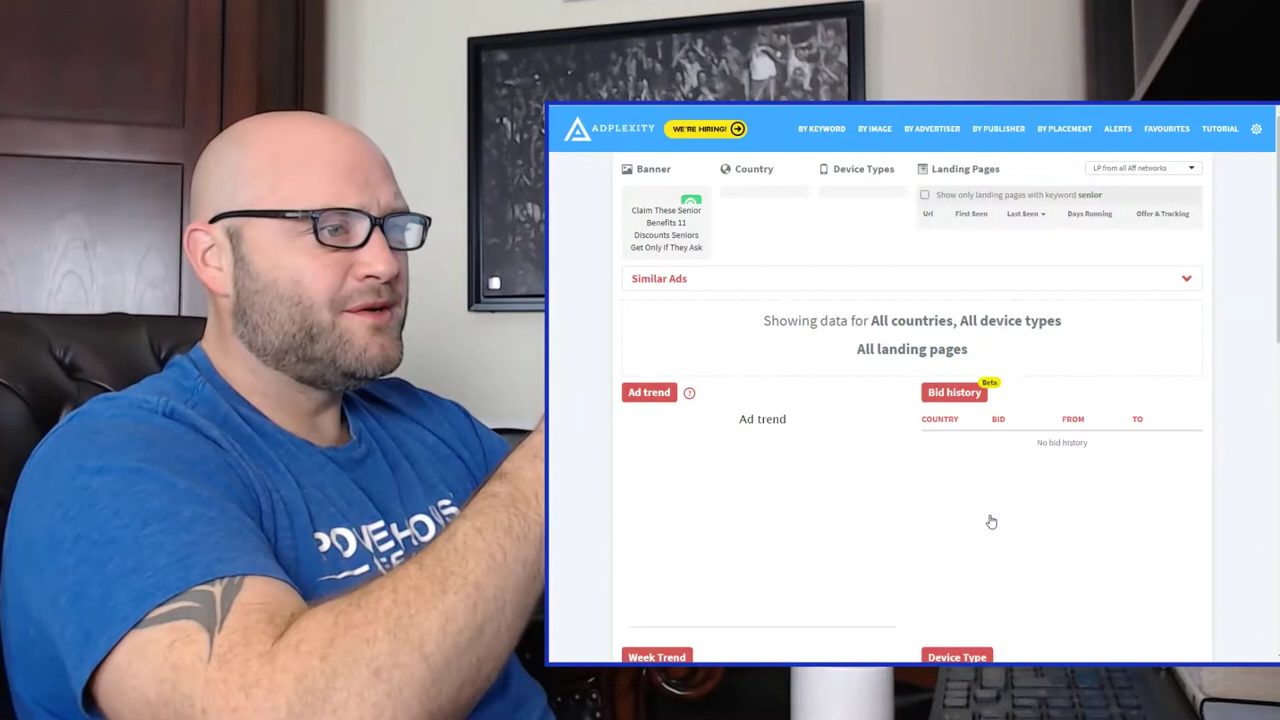 ADPLEXITY
WE'RE HIRING!
BY KEYWORD
BY IMAGE
BY ADVERTISER
BY PUBLISHER
BY PLACEMENT
ALERTS
FAVOURITES
TUTORIAL
Banner
Country
Device Types
Landing Pages
LP from all Aff networks
Claim These Senior
Benefits 11
Discounts Seniors
Get Only If They Ask
Show only landing pages with keyword senior
Url
First Seen
Last Seen
Days Running
Offer & Tracking
Similar Ads
Showing data for All countries, All device types
All landing pages
Ad trend
?
Ad trend
Bid history
Beta
COUNTRY
BID
FROM
TO
No bid history
Week Trend
Device Type